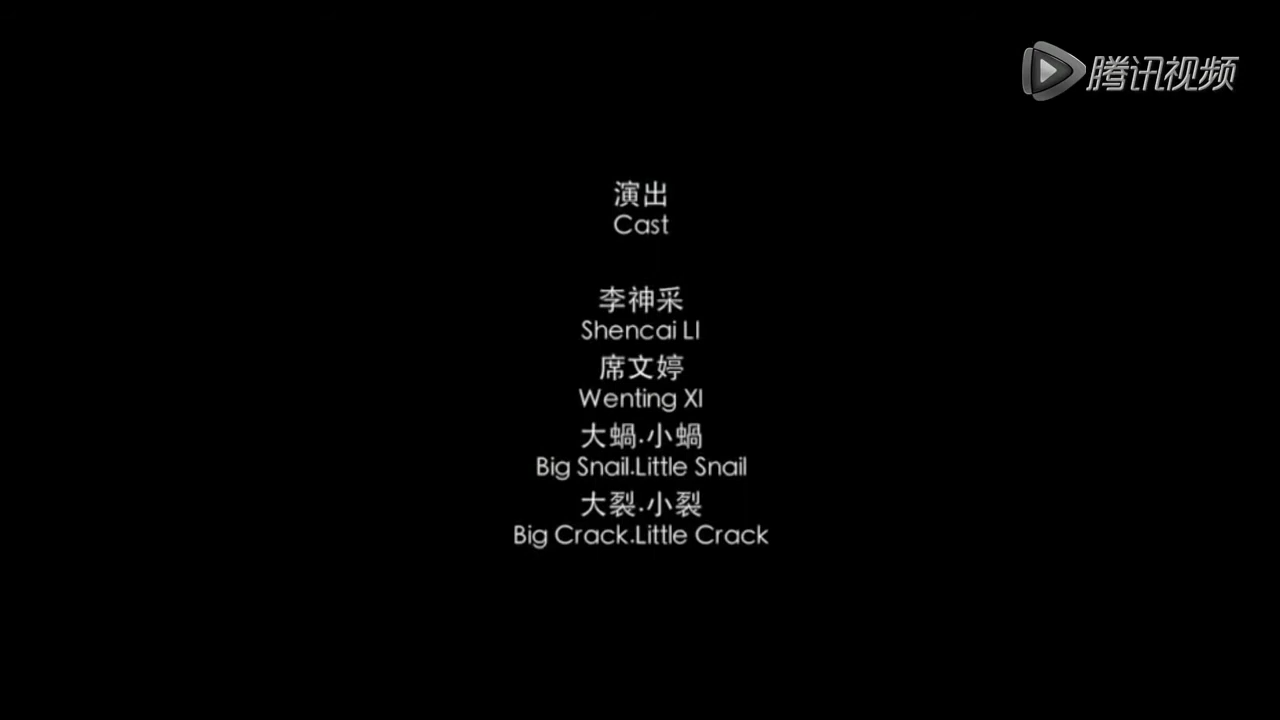 腾讯视频
演出
Cast
李神采
Shencai LI
席文婷
Wenting XI
大蝸.小蝸
Big Snail.Little Snail
大裂.小裂
Big Crack.Little Crack